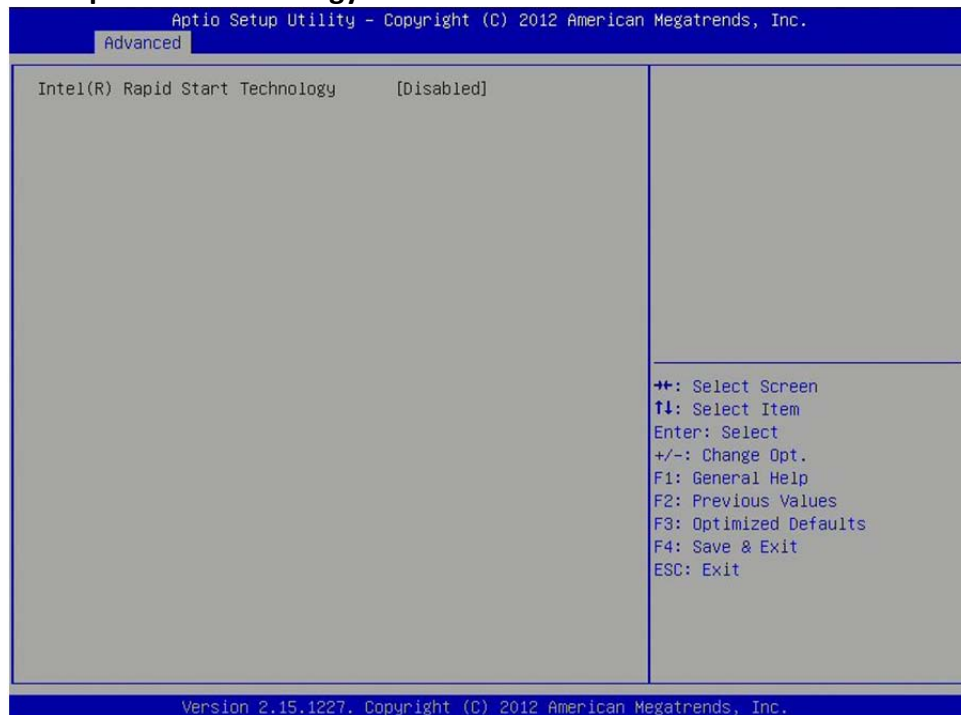 Aptio Setup Utility – Copyright (C) 2012 American Megatrends, Inc.
Advanced
Intel(R) Rapid Start Technology [Disabled]
→←: Select Screen
↑↓: Select Item
Enter: Select
+/-: Change Opt.
F1: General Help
F2: Previous Values
F3: Optimized Defaults
F4: Save & Exit
ESC: Exit
Version 2.15.1227. Copyright (C) 2012 American Megatrends, Inc.